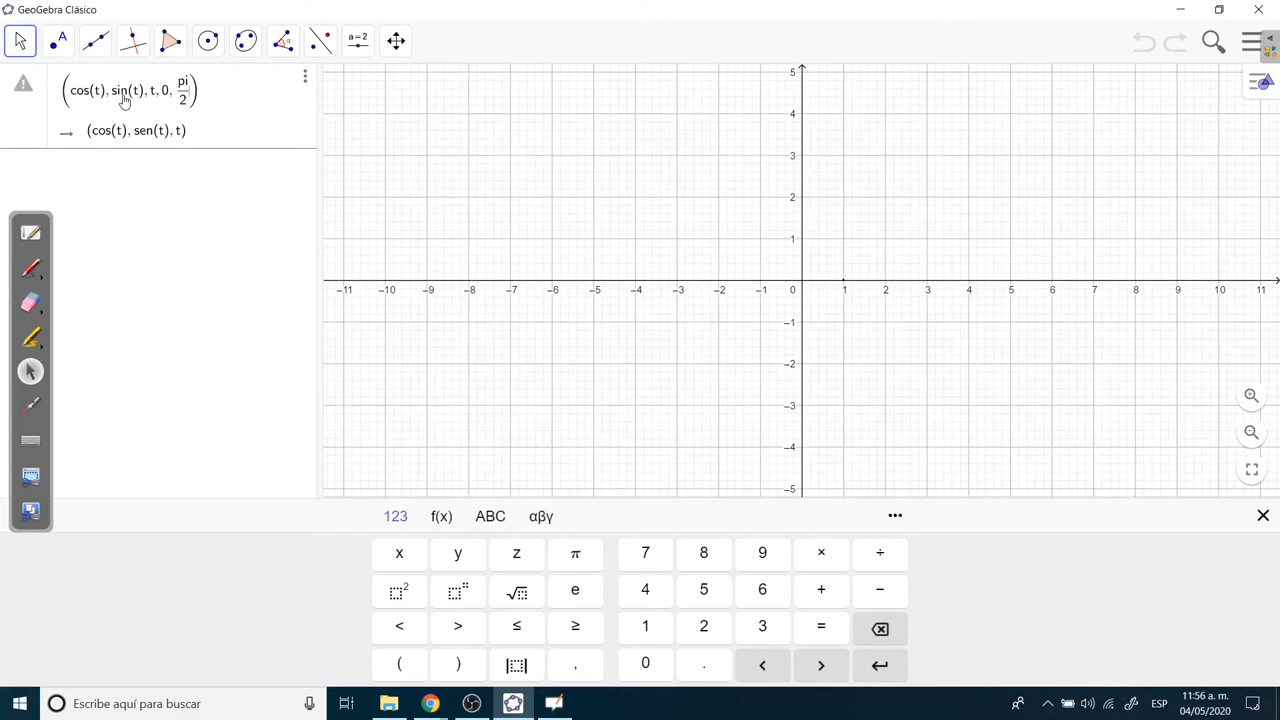 GeoGebra Clásico
A
a=2
α
(cos(t), sin(t), t, 0, pi/2)
→ (cos(t), sen(t), t)
5
4
3
2
1
−11 −10 −9 −8 −7 −6 −5 −4 −3 −2 −1 0 1 2 3 4 5 6 7 8 9 10 11
−1
−2
−3
−4
−5
123 f(x) ABC αβγ
x y z π 7 8 9 × ÷
2 √ e 4 5 6 + −
< > ≤ ≥ 1 2 3 =
( ) | | , 0 . < >
Escribe aquí para buscar
ESP
11:56 a. m.
04/05/2020